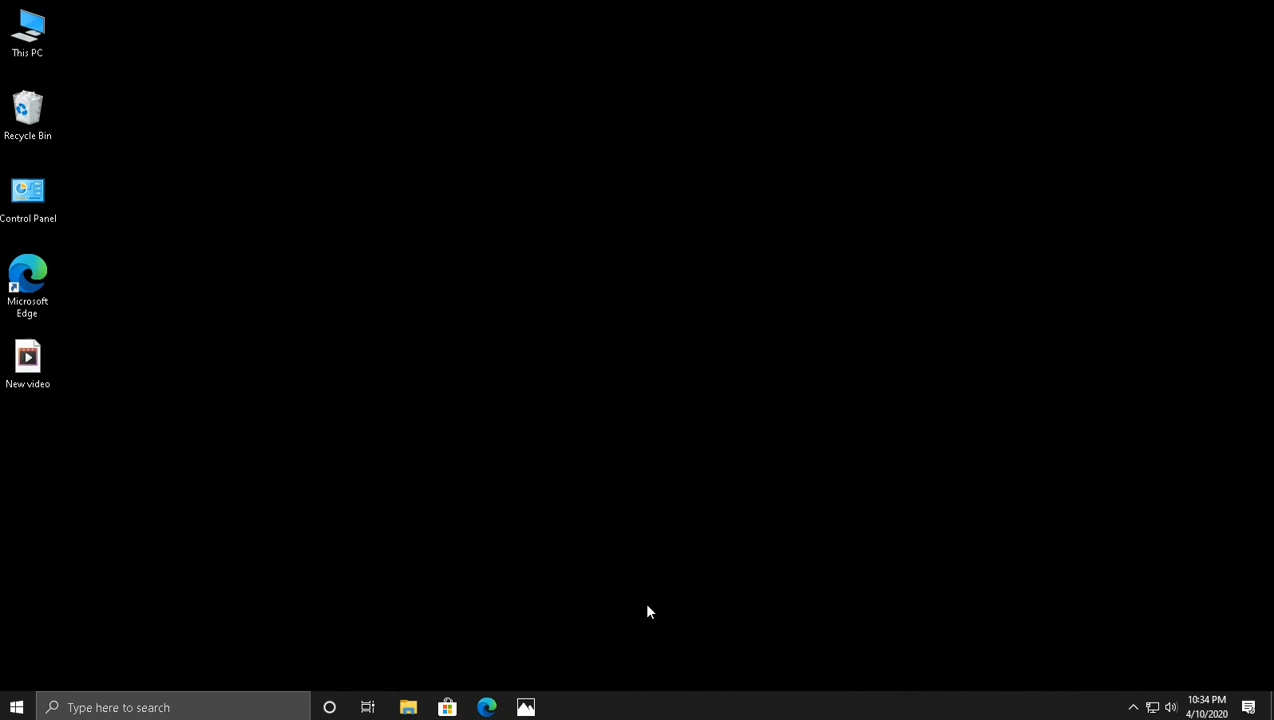 This PC
Recycle Bin
Control Panel
Microsoft
Edge
New video
Type here to search
10:34 PM
4/10/2020